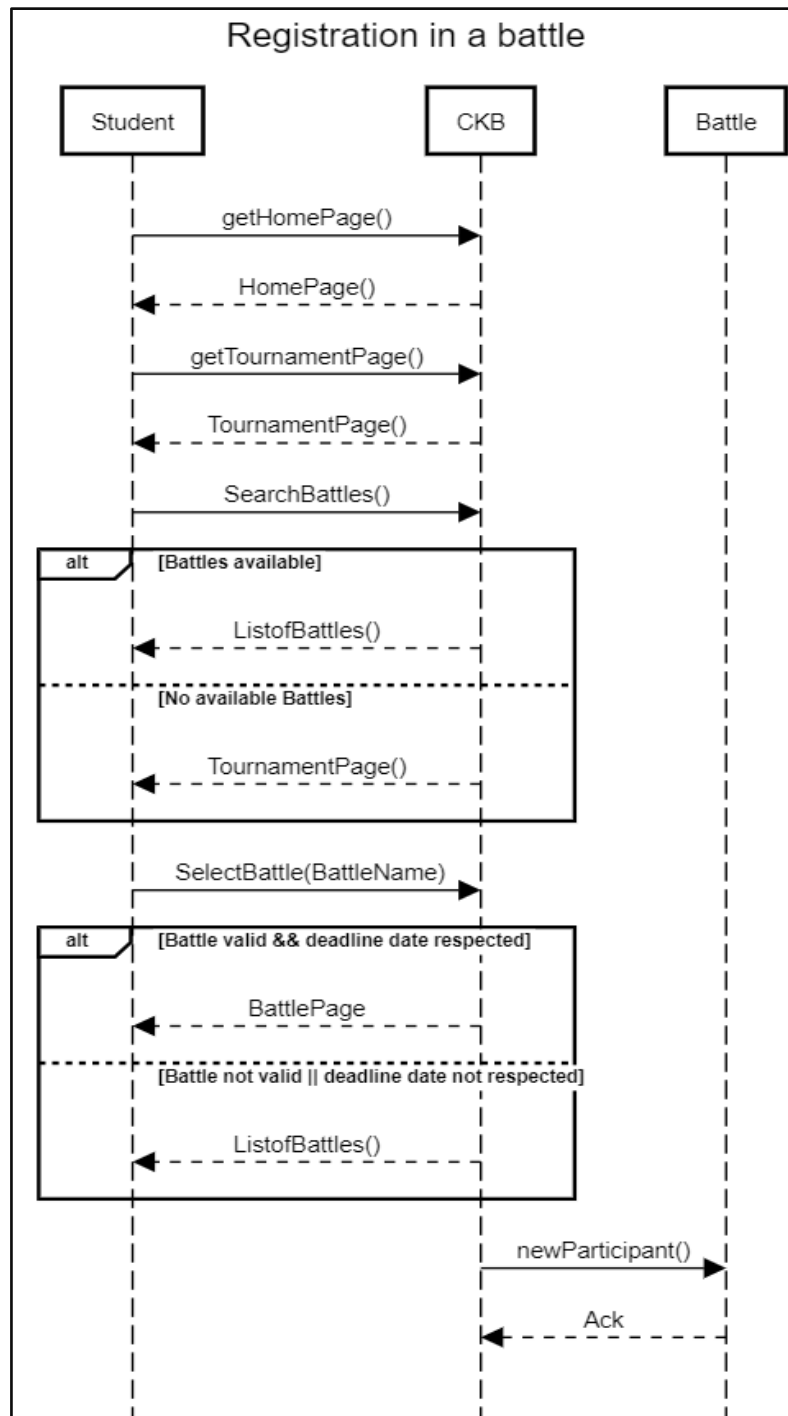 Registration in a battle
Student
CKB
Battle
getHomePage()
HomePage()
getTournamentPage()
TournamentPage()
SearchBattles()
alt
[Battles available]
ListofBattles()
[No available Battles]
TournamentPage()
SelectBattle(BattleName)
alt
[Battle valid && deadline date respected]
BattlePage
[Battle not valid || deadline date not respected]
ListofBattles()
newParticipant()
Ack